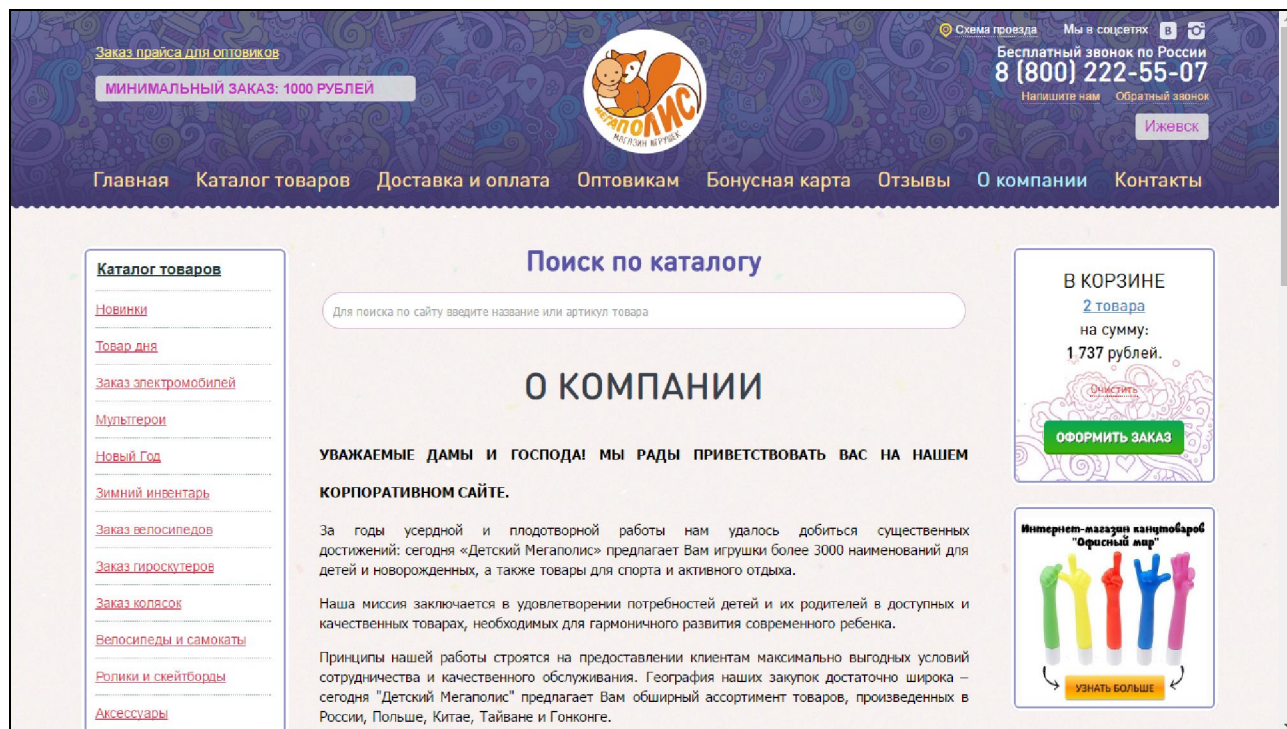 Заказ прайса для оптовиков
МИНИМАЛЬНЫЙ ЗАКАЗ: 1000 РУБЛЕЙ
МЕГАПОЛИС
МАГАЗИН ИГРУШЕК
Схема проезда Мы в соцсетях B
Бесплатный звонок по России
8 (800) 222-55-07
Напишите нам Обратный звонок
Ижевск
Главная Каталог товаров Доставка и оплата Оптовикам Бонусная карта Отзывы О компании Контакты
Каталог товаров
Новинки
Товар дня
Заказ электромобилей
Мультгерои
Новый Год
Зимний инвентарь
Заказ велосипедов
Заказ гироскутеров
Заказ колясок
Велосипеды и самокаты
Ролики и скейтборды
Аксессуары
Поиск по каталогу
Для поиска по сайту введите название или артикул товара
О КОМПАНИИ
УВАЖАЕМЫЕ ДАМЫ И ГОСПОДА! МЫ РАДЫ ПРИВЕТСТВОВАТЬ ВАС НА НАШЕМ
КОРПОРАТИВНОМ САЙТЕ.
За годы усердной и плодотворной работы нам удалось добиться существенных
достижений: сегодня «Детский Мегаполис» предлагает Вам игрушки более 3000 наименований для
детей и новорожденных, а также товары для спорта и активного отдыха.
Наша миссия заключается в удовлетворении потребностей детей и их родителей в доступных и
качественных товарах, необходимых для гармоничного развития современного ребенка.
Принципы нашей работы строятся на предоставлении клиентам максимально выгодных условий
сотрудничества и качественного обслуживания. География наших закупок достаточно широка –
сегодня "Детский Мегаполис" предлагает Вам обширный ассортимент товаров, произведенных в
России, Польше, Китае, Тайване и Гонконге.
В КОРЗИНЕ
2 товара
на сумму:
1 737 рублей.
Очистить
ОФОРМИТЬ ЗАКАЗ
Интернет-магазин канцтоваров
"Офисный мир"
УЗНАТЬ БОЛЬШЕ